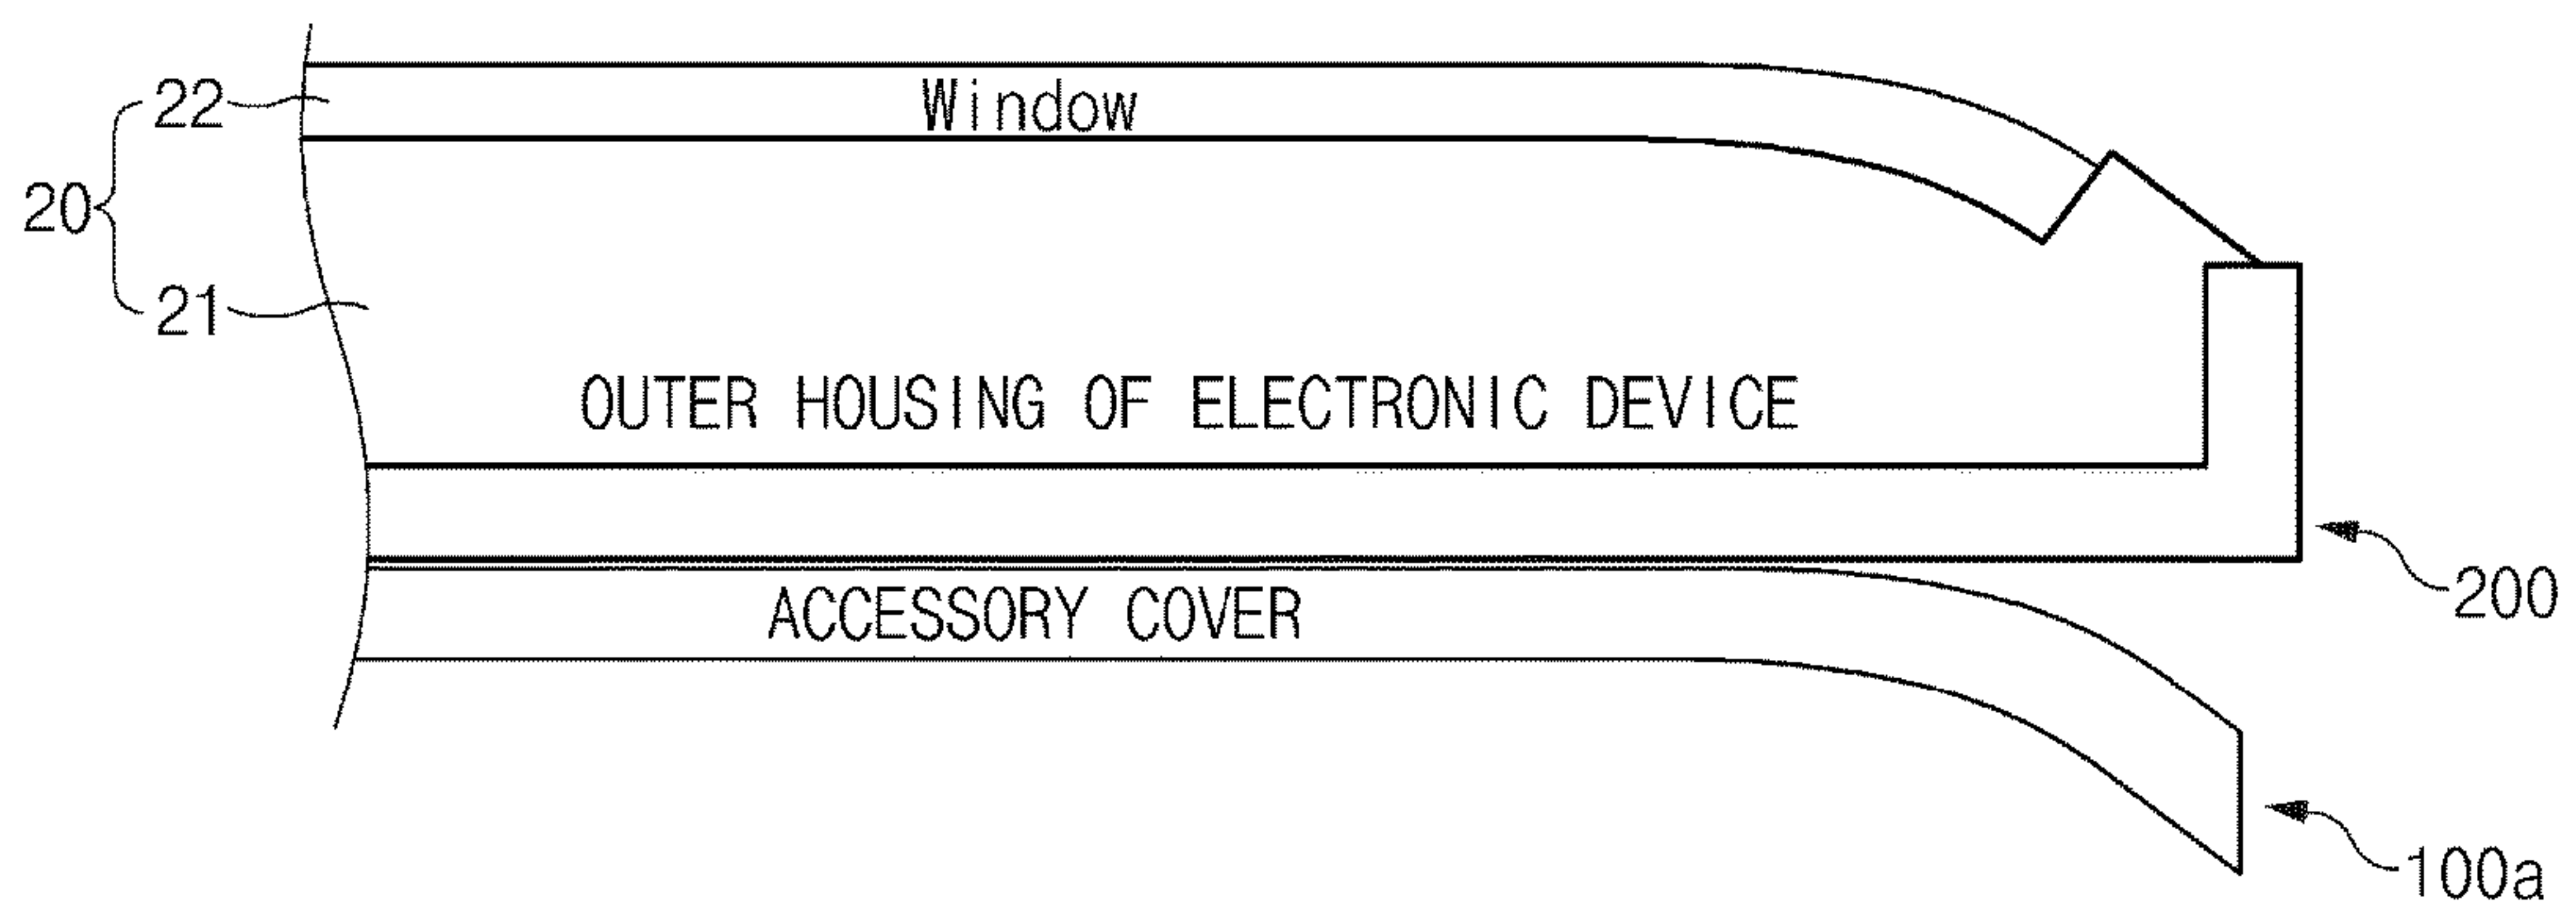 Window
22
20
21
OUTER HOUSING OF ELECTRONIC DEVICE
200
ACCESSORY COVER
100a